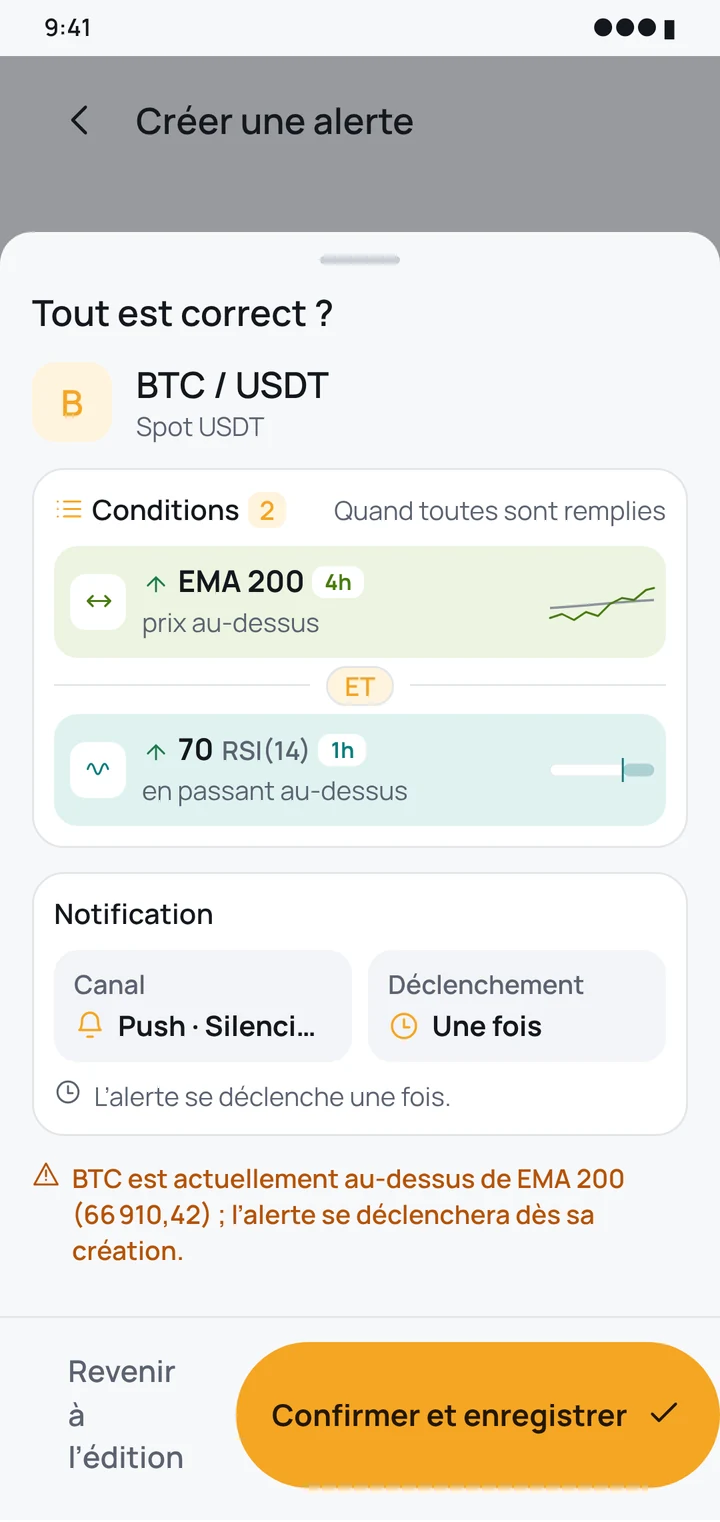 9:41
Créer une alerte
Tout est correct ?
B
BTC / USDT
Spot USDT
Conditions 2 Quand toutes sont remplies
EMA 200 4h
prix au-dessus
ET
70 RSI(14) 1h
en passant au-dessus
Notification
Canal
Push · Silenci...
Déclenchement
Une fois
L'alerte se déclenche une fois.
BTC est actuellement au-dessus de EMA 200
(66 910,42) ; l'alerte se déclenchera dès sa
création.
Revenir
à
l'édition
Confirmer et enregistrer